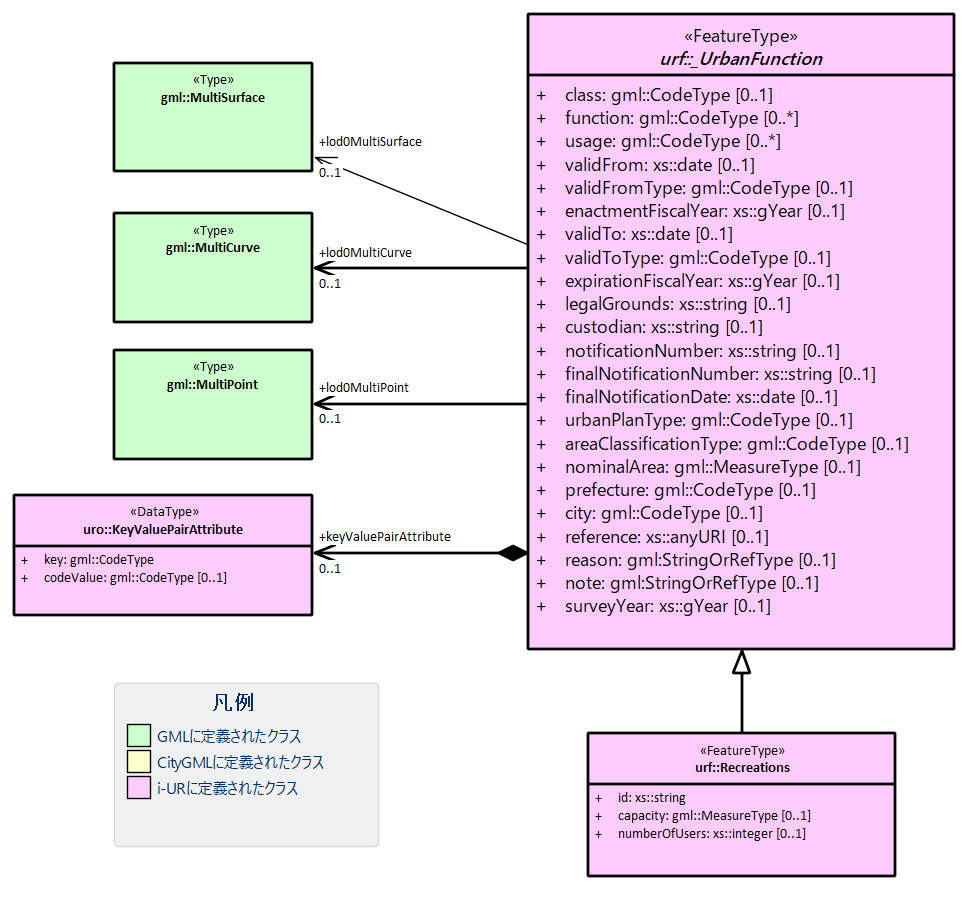 «FeatureType»
urf::_UrbanFunction
+ class: gml::CodeType [0..1]
+ function: gml::CodeType [0..*]
+ usage: gml::CodeType [0..*]
+ validFrom: xs::date [0..1]
+ validFromType: gml::CodeType [0..1]
+ enactmentFiscalYear: xs::gYear [0..1]
+ validTo: xs::date [0..1]
+ validToType: gml::CodeType [0..1]
+ expirationFiscalYear: xs::gYear [0..1]
+ legalGrounds: xs::string [0..1]
+ custodian: xs::string [0..1]
+ notificationNumber: xs::string [0..1]
+ finalNotificationNumber: xs::string [0..1]
+ finalNotificationDate: xs::date [0..1]
+ urbanPlanType: gml::CodeType [0..1]
+ areaClassificationType: gml::CodeType [0..1]
+ nominalArea: gml::MeasureType [0..1]
+ prefecture: gml::CodeType [0..1]
+ city: gml::CodeType [0..1]
+ reference: xs::anyURI [0..1]
+ reason: gml:StringOrRefType [0..1]
+ note: gml:StringOrRefType [0..1]
+ surveyYear: xs::gYear [0..1]
«Type»
gml::MultiSurface
+lod0MultiSurface
0..1
«Type»
gml::MultiCurve
+lod0MultiCurve
0..1
«Type»
gml::MultiPoint
+lod0MultiPoint
0..1
«DataType»
uro::KeyValuePairAttribute
+ key: gml::CodeType
+ codeValue: gml::CodeType [0..1]
+keyValuePairAttribute
0..1
凡例
GMLに定義されたクラス
CityGMLに定義されたクラス
i-URに定義されたクラス
«FeatureType»
urf::Recreations
+ id: xs::string
+ capacity: gml::MeasureType [0..1]
+ numberOfUsers: xs::integer [0..1]